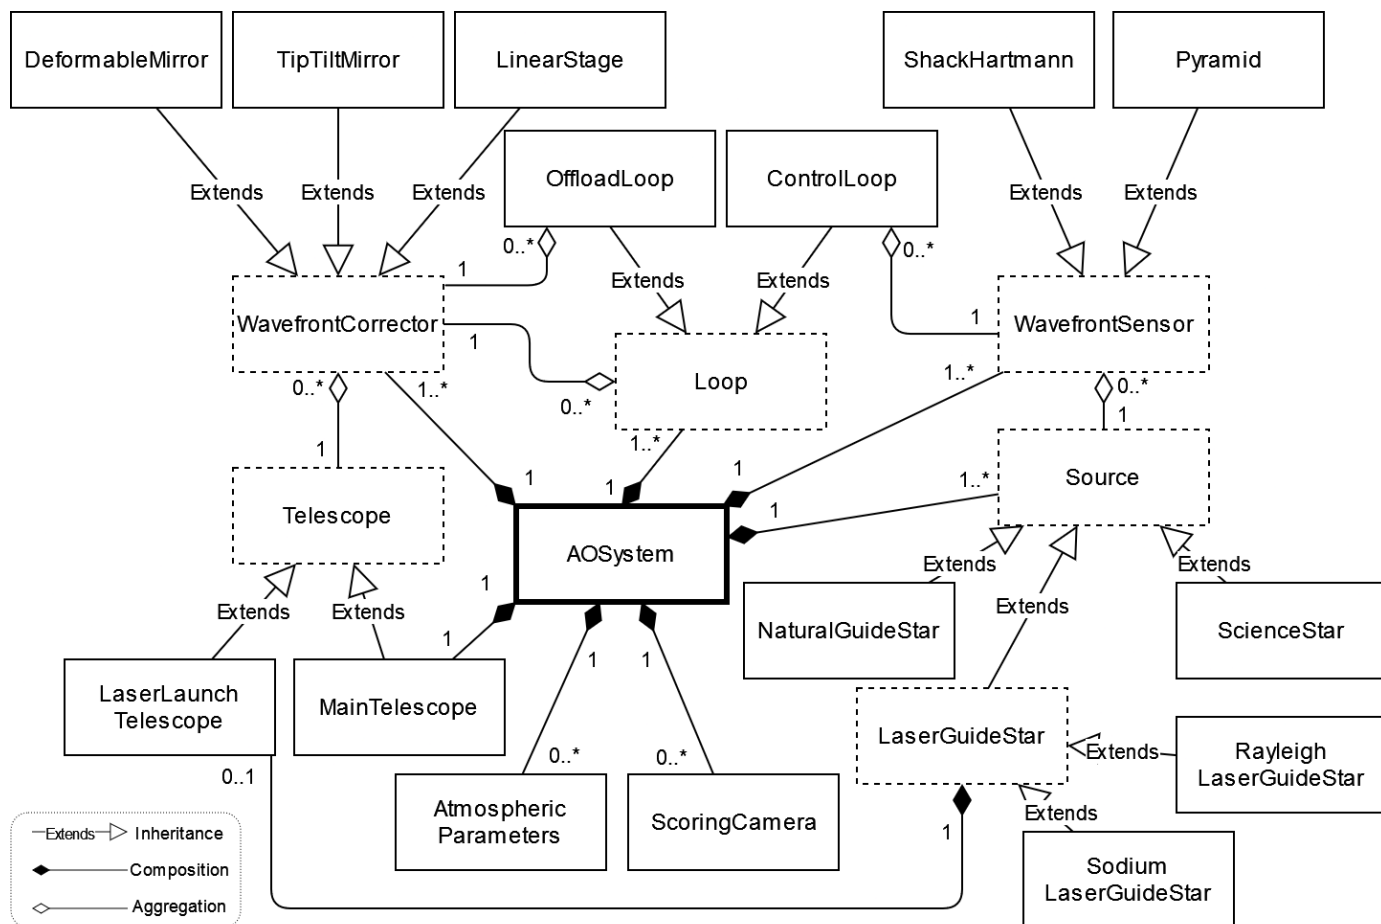 DeformableMirror
TipTiltMirror
LinearStage
ShackHartmann
Pyramid
OffloadLoop
ControlLoop
Extends
Extends
Extends
Extends
Extends
0..*
0..*
1
Extends
Extends
WavefrontCorrector
1
1
WavefrontSensor
Loop
0..*
1..*
0..*
1..*
0..*
1
1
1..*
1
1
1
1..*
1
Source
Telescope
AOSystem
Extends
Extends
1
Extends
Extends
Extends
1
1
1
NaturalGuideStar
ScienceStar
LaserLaunch
Telescope
MainTelescope
LaserGuideStar
Extends
Rayleigh
LaserGuideStar
0..1
0..*
0..*
Atmospheric
Parameters
ScoringCamera
1
Extends
Sodium
LaserGuideStar
Extends
Inheritance
Composition
Aggregation